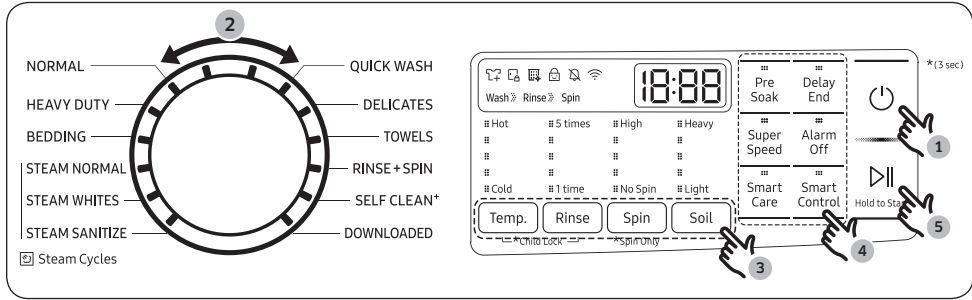 2
NORMAL
HEAVY DUTY
BEDDING
STEAM NORMAL
STEAM WHITES
STEAM SANITIZE
Steam Cycles
QUICK WASH
DELICATES
TOWELS
RINSE+SPIN
SELF CLEAN+
DOWNLOADED
Wash» Rinse» Spin
18:88
Hot 5 times High Heavy
Cold 1 time No Spin Light
Temp. Rinse Spin Soil
*Child Lock *Spin Only
3
Pre Soak
Delay End
Super Speed
Alarm Off
Smart Care
Smart Control
4
*(3 sec)
1
Hold to Sta
5